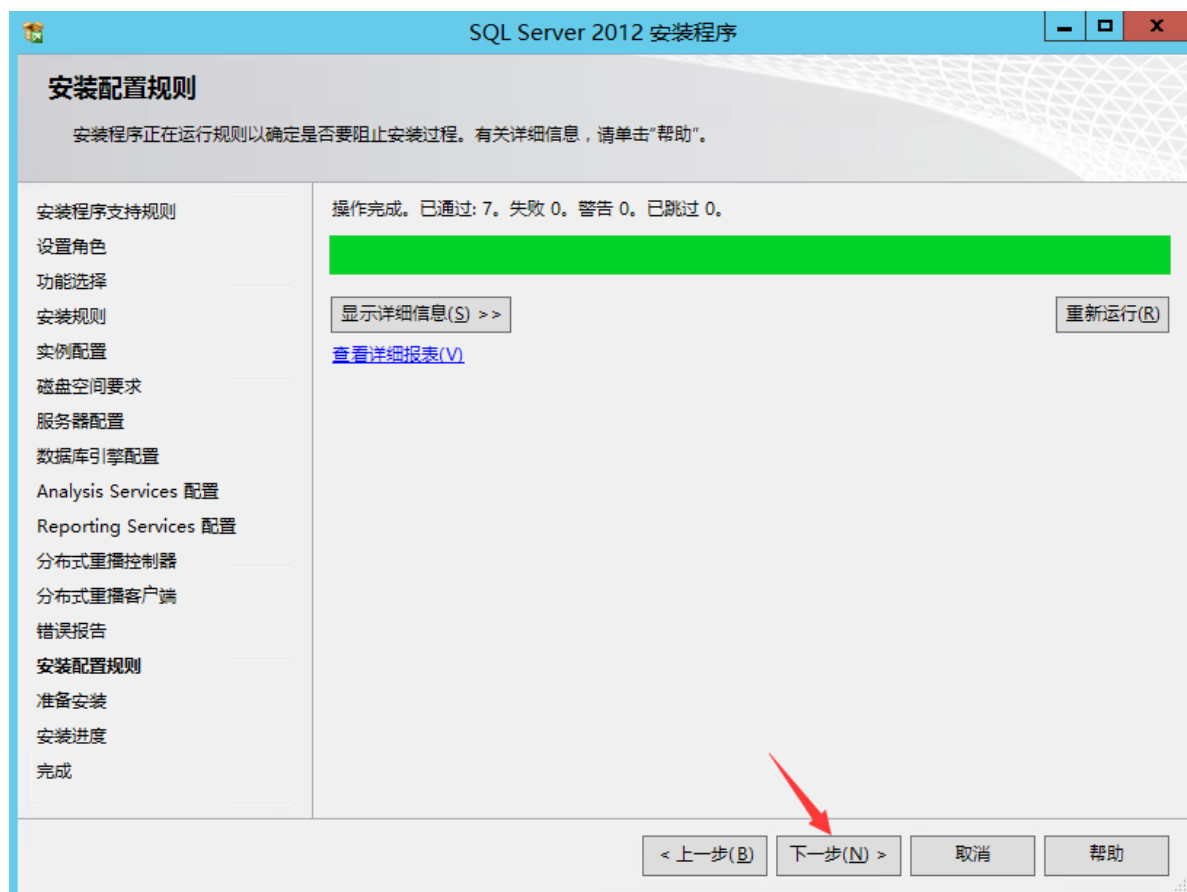 SQL Server 2012 安装程序
安装配置规则
安装程序正在运行规则以确定是否要阻止安装过程。有关详细信息，请单击“帮助”。
安装程序支持规则
设置角色
功能选择
安装规则
实例配置
磁盘空间要求
服务器配置
数据库引擎配置
Analysis Services 配置
Reporting Services 配置
分布式重播控制器
分布式重播客户端
错误报告
安装配置规则
准备安装
安装进度
完成
操作完成。已通过: 7。失败 0。警告 0。已跳过 0。
显示详细信息(S) >>
重新运行(R)
查看详细报表(V)
< 上一步(B)
下一步(N) >
取消
帮助